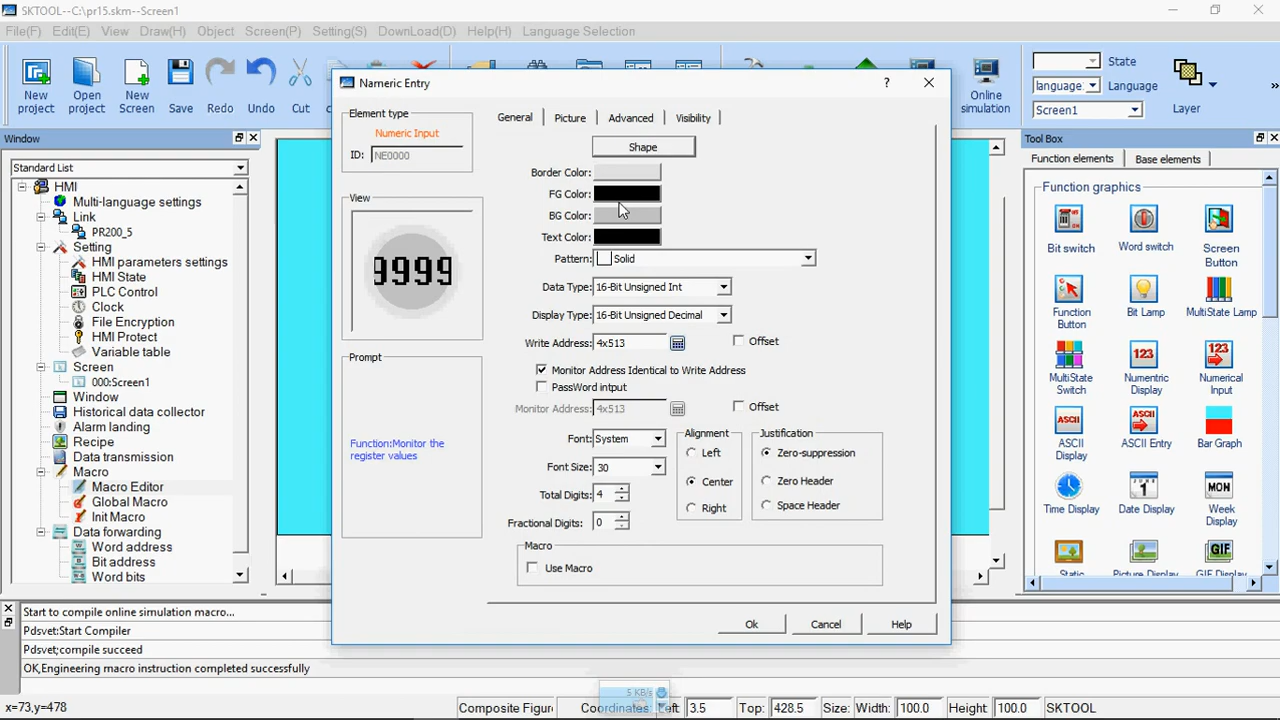 SKTOOL--C:\pr15.skm--Screen1
File(F) Edit(E) View Draw(H) Object Screen(P) Setting(S) DownLoad(D) Help(H) Language Selection
New project
Open project
New Screen
Save
Redo
Undo
Cut
Online simulation
State
language Language
Screen1
Layer
Window
Standard List
HMI
Multi-language settings
Link
PR200_5
Setting
HMI parameters settings
HMI State
PLC Control
Clock
File Encryption
HMI Protect
Variable table
Screen
000:Screen1
Window
Historical data collector
Alarm landing
Recipe
Data transmission
Macro
Macro Editor
Global Macro
Init Macro
Data forwarding
Word address
Bit address
Word bits
Nameric Entry
?
Element type
Numeric Input
ID: NE0000
View
9999
Prompt
Function:Monitor the
register values
General Picture Advanced Visibility
Shape
Border Color:
FG Color:
BG Color:
Text Color:
Pattern: Solid
Data Type: 16-Bit Unsigned Int
Display Type: 16-Bit Unsigned Decimal
Write Address: 4x513 Offset
Monitor Address Identical to Write Address
PassWord intput
Monitor Address: 4x513 Offset
Font: System
Font Size: 30
Total Digits: 4
Fractional Digits: 0
Alignment
Left
Center
Right
Justification
Zero-suppression
Zero Header
Space Header
Macro
Use Macro
Ok Cancel Help
Tool Box
Function elements Base elements
Function graphics
Bit switch
Word switch
Screen Button
Function Button
Bit Lamp
MultiState Lamp
MultiState Switch
Numentric Display
Numerical Input
ASCII Display
ASCII Entry
Bar Graph
Time Display
Date Display
Week Display
Static
Picture Display
GIF Display
Start to compile online simulation macro...
Pdsvet:Start Compiler
Pdsvet;compile succeed
OK,Engineering macro instruction completed successfully
5 KB/s
x=73,y=478 Composite Figur Coordinates Left 3.5 Top: 428.5 Size: Width: 100.0 Height: 100.0 SKTOOL